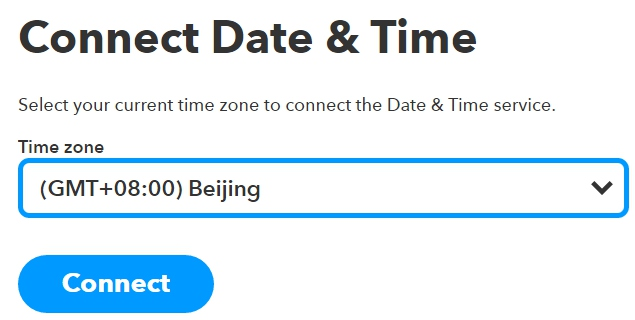 Connect Date & Time
Select your current time zone to connect the Date & Time service.
Time zone
(GMT+08:00) Beijing
Connect